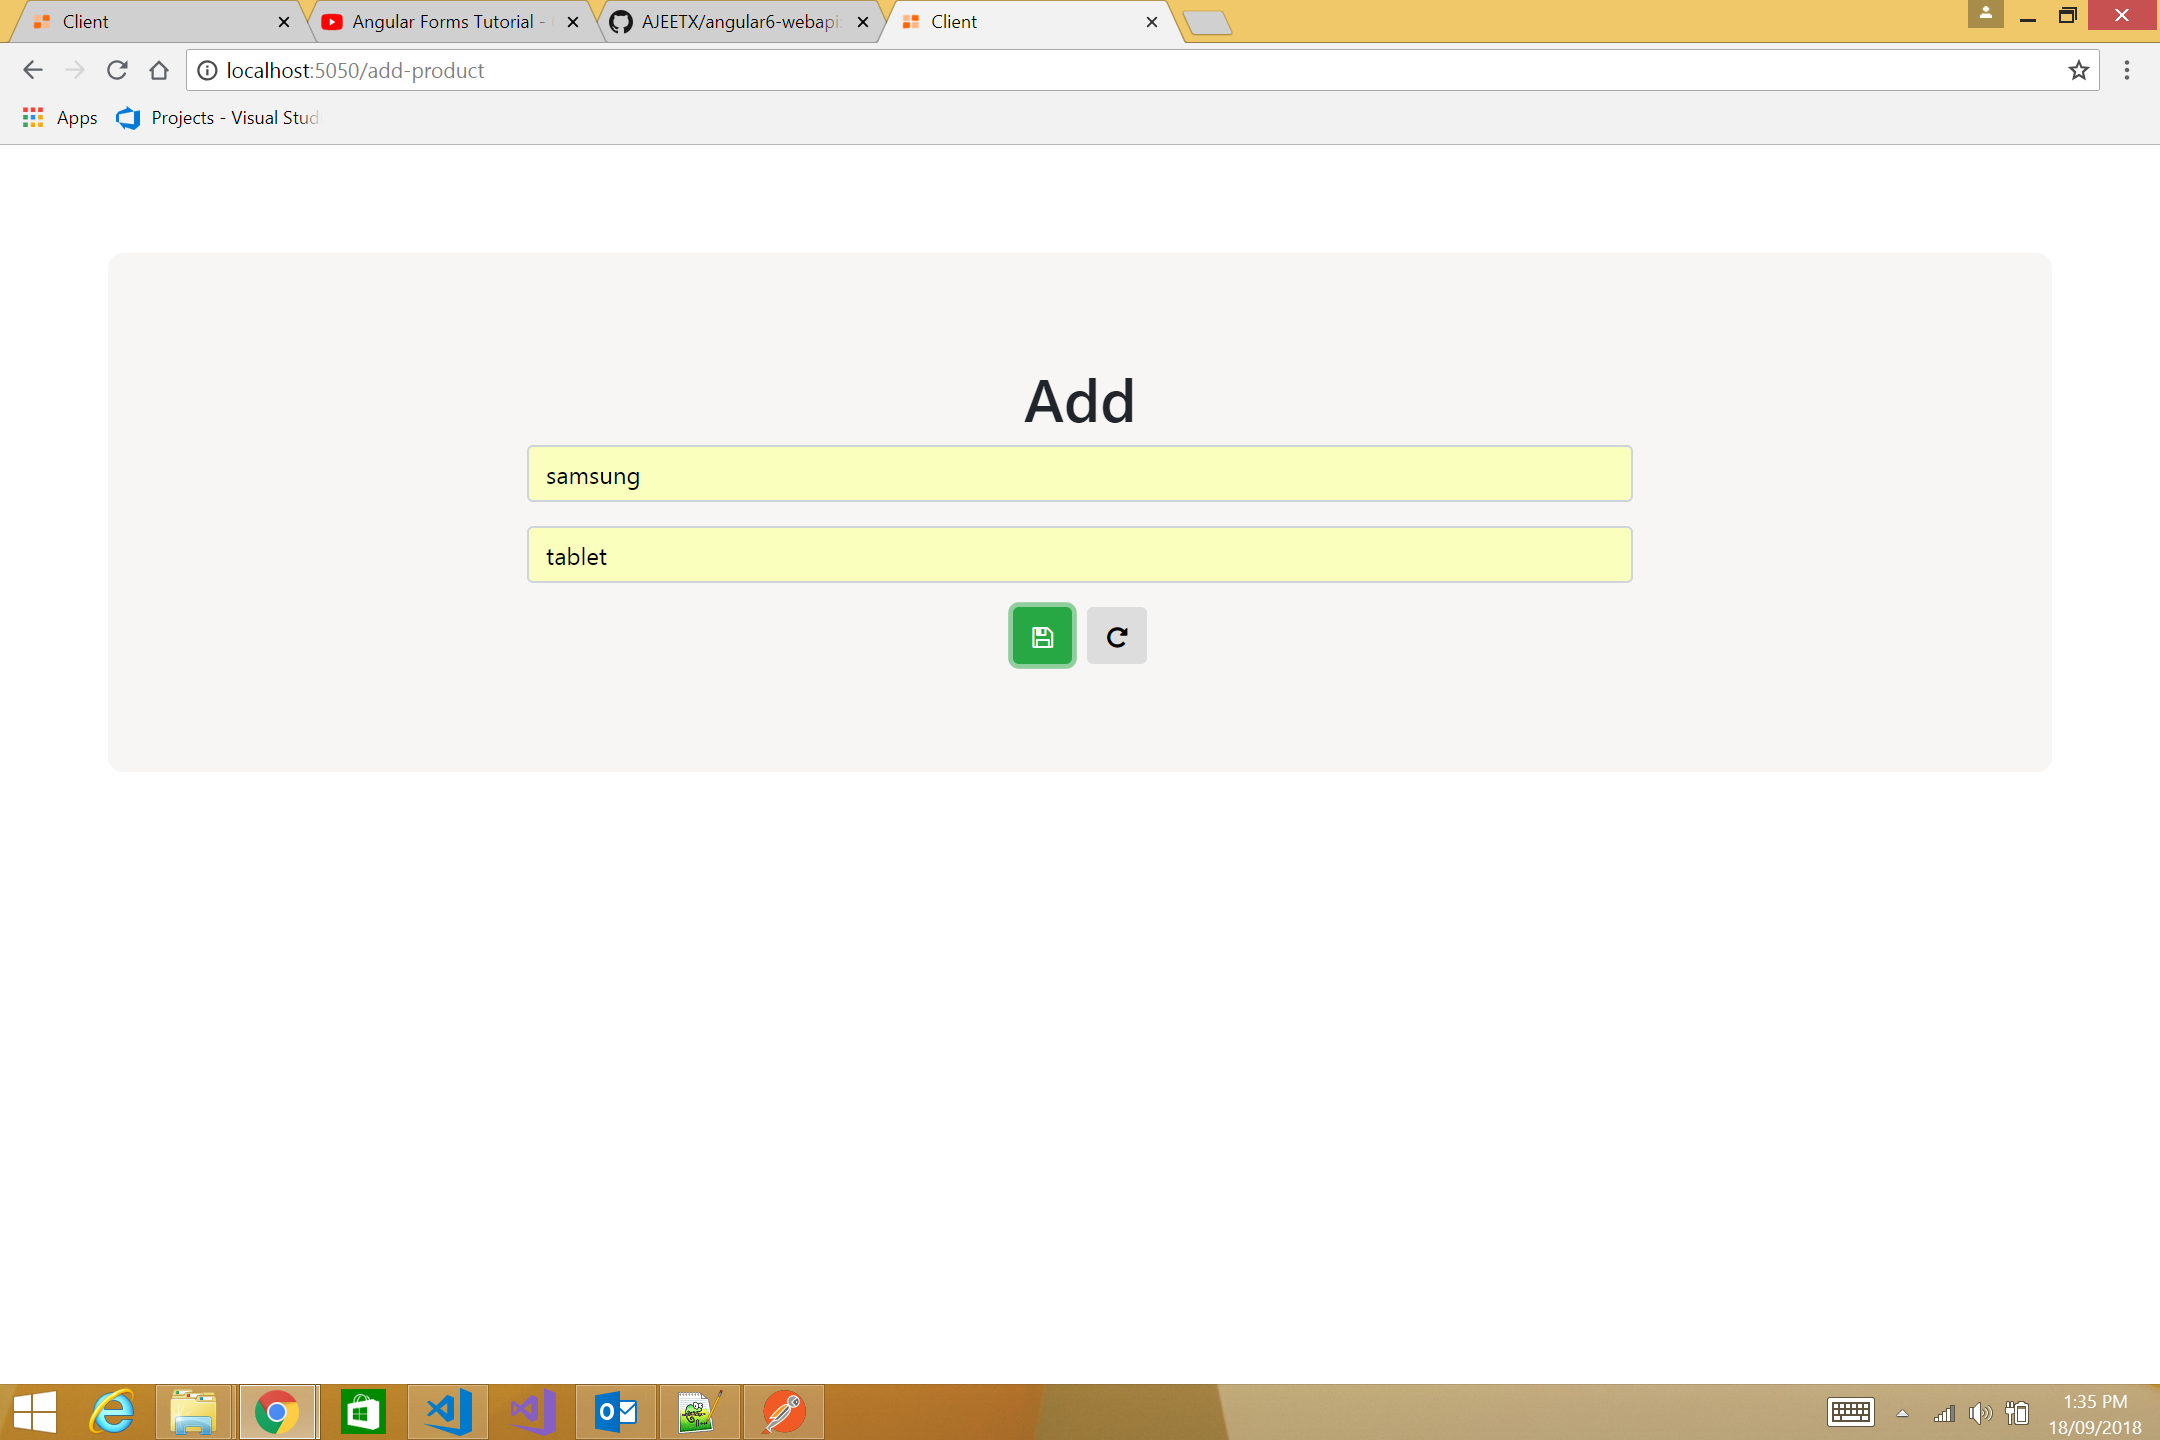 Client
Angular Forms Tutorial -
AJEETX/angular6-webapi
Client
localhost:5050/add-product
Apps
Projects - Visual Stud
Add
samsung
tablet
1:35 PM
18/09/2018